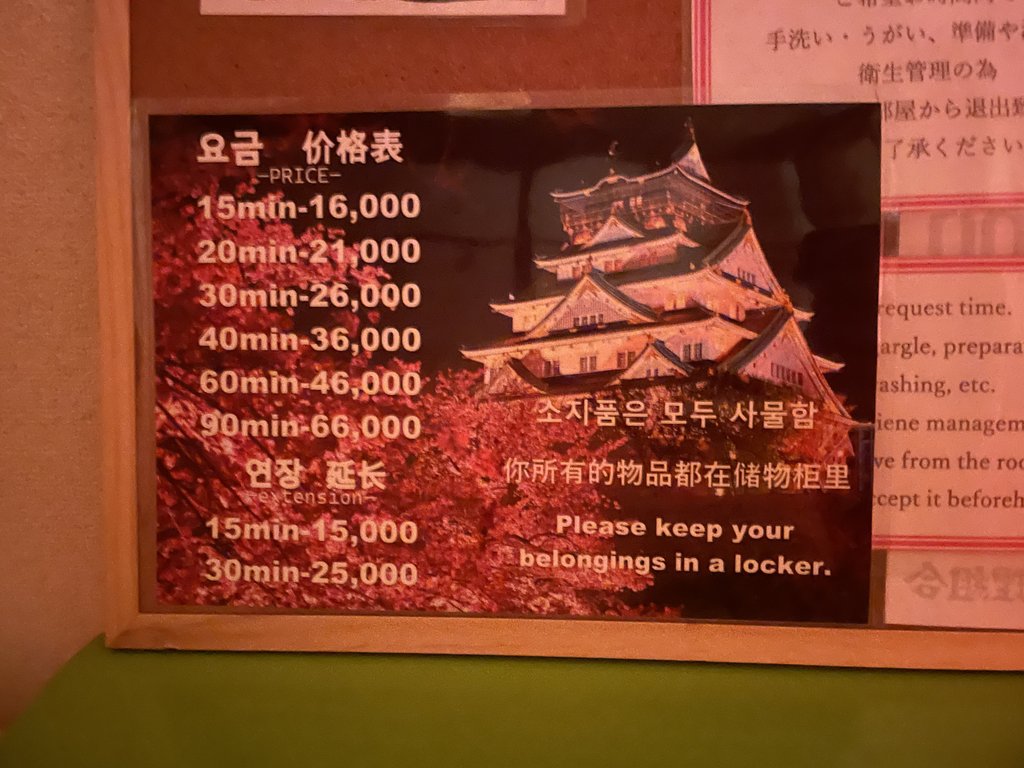 요금 价格表
-PRICE-
15min-16,000
20min-21,000
30min-26,000
40min-36,000
60min-46,000
90min-66,000
연장 延长
-extension-
15min-15,000
30min-25,000
소지품은 모두 사물함
你所有的物品都在储物柜里
Please keep your
belongings in a locker.
手洗い・うがい、準備や
衛生管理の為
部屋から退出
了承ください
request time.
argle, prepara
ashing, etc.
iene managem
ve from the roo
ccept it beforeh